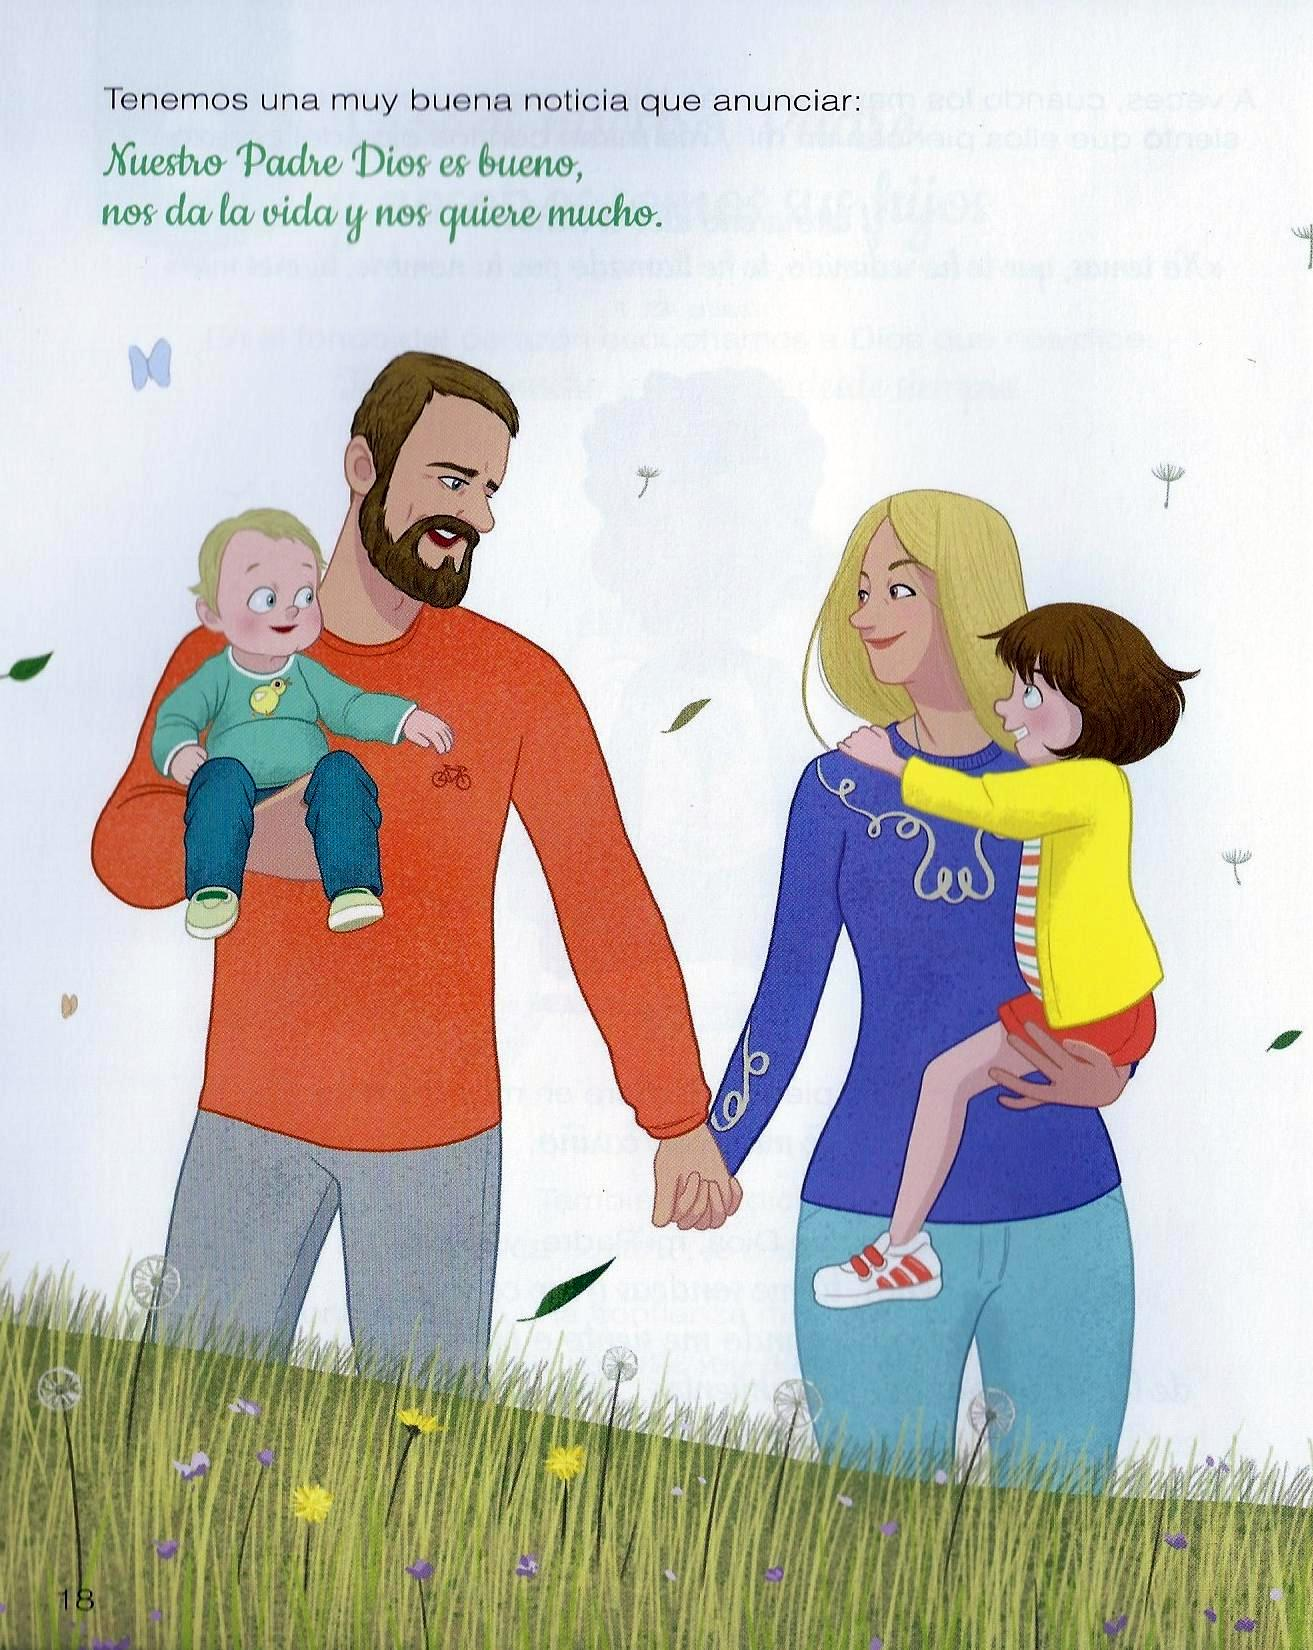 Tenemos una muy buena noticia que anunciar:
Nuestro Padre Dios es bueno,
nos da la vida y nos quiere mucho.
18